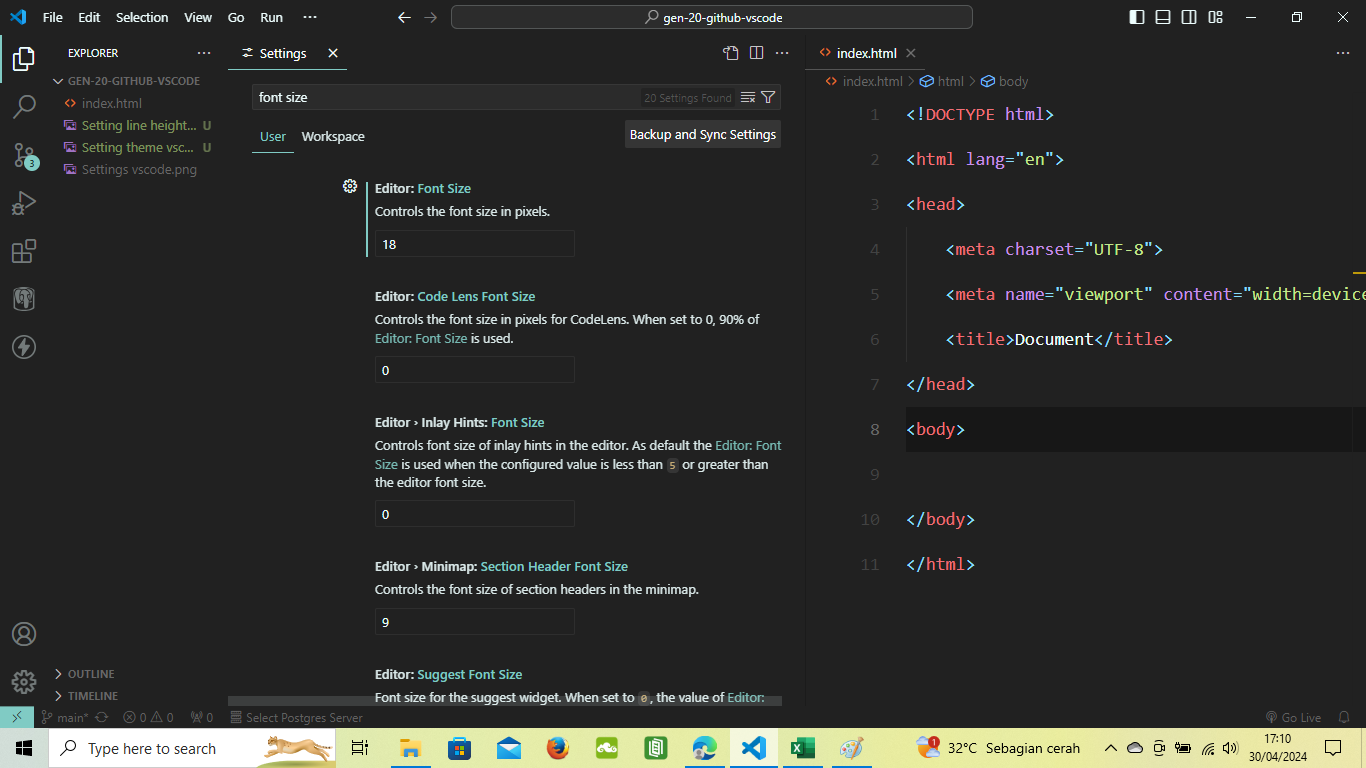 File Edit Selection View Go Run ···
gen-20-github-vscode
EXPLORER
GEN-20-GITHUB-VSCODE
index.html
Setting line height... U
Setting theme vsc... U
Settings vscode.png
3
OUTLINE
TIMELINE
Settings
font size
20 Settings Found
User Workspace
Backup and Sync Settings
Editor: Font Size
Controls the font size in pixels.
18
Editor: Code Lens Font Size
Controls the font size in pixels for CodeLens. When set to 0, 90% of
Editor: Font Size is used.
0
Editor › Inlay Hints: Font Size
Controls font size of inlay hints in the editor. As default the Editor: Font
Size is used when the configured value is less than 5 or greater than
the editor font size.
0
Editor › Minimap: Section Header Font Size
Controls the font size of section headers in the minimap.
9
Editor: Suggest Font Size
Font size for the suggest widget. When set to 0, the value of Editor:
index.html
index.html > html > body
1 <!DOCTYPE html>
2 <html lang="en">
3 <head>
4 <meta charset="UTF-8">
5 <meta name="viewport" content="width=device
6 <title>Document</title>
7 </head>
8 <body>
9
10 </body>
11 </html>
main* 0 0 0 Select Postgres Server Go Live
Type here to search
32°C Sebagian cerah
17:10
30/04/2024